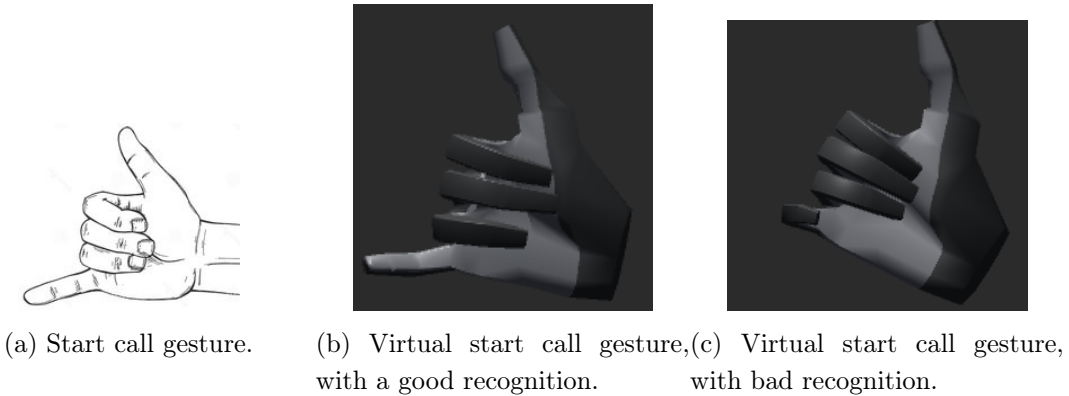 (a) Start call gesture.
(b) Virtual start call gesture,
with a good recognition.
(c) Virtual start call gesture,
with bad recognition.